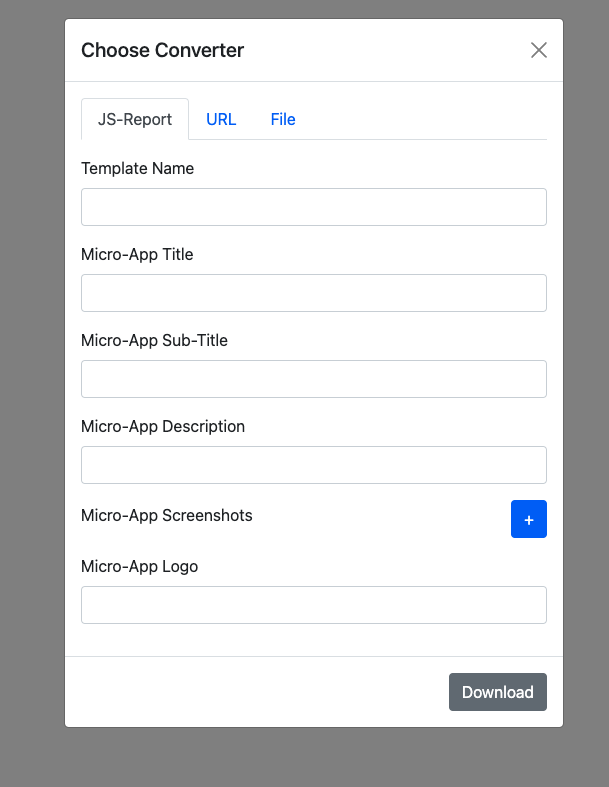 Choose Converter
JS-Report URL File
Template Name
Micro-App Title
Micro-App Sub-Title
Micro-App Description
Micro-App Screenshots +
Micro-App Logo
Download